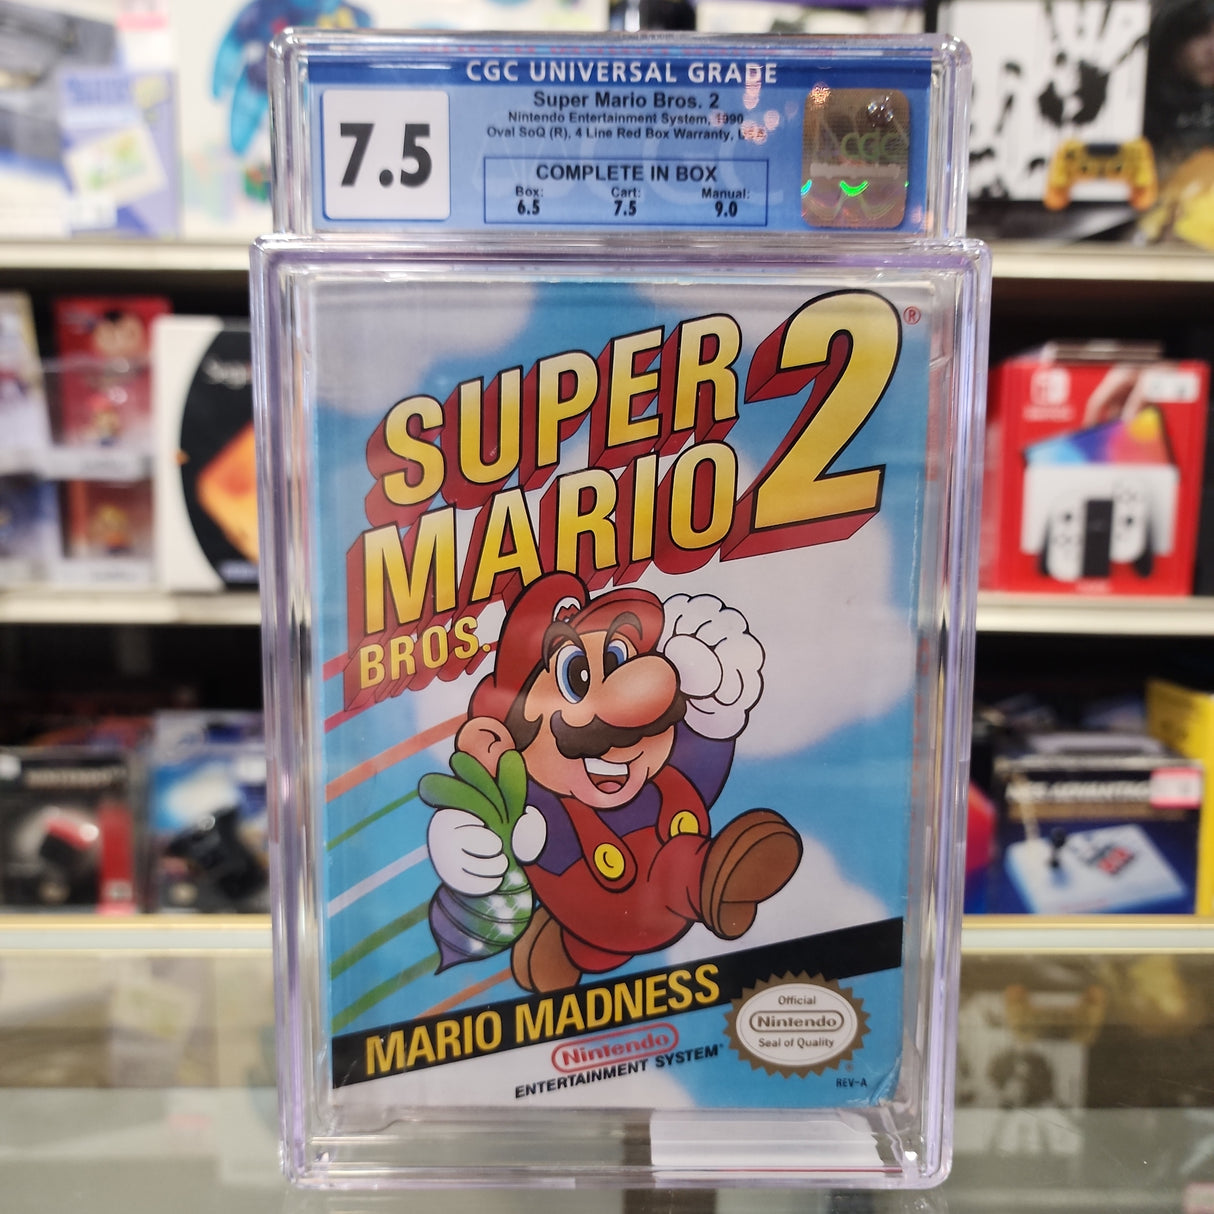 CGC UNIVERSAL GRADE
7.5
Super Mario Bros. 2
Nintendo Entertainment System, 1990
Oval SoQ (R), 4 Line Red Box Warranty, USA
COMPLETE IN BOX
Box: Cart: Manual:
6.5 7.5 9.0
CGC
SUPER
MARIO 2 ®
BROS.
M
MARIO MADNESS
Nintendo
ENTERTAINMENT SYSTEM
Official
Nintendo
Seal of Quality
®
REV-A